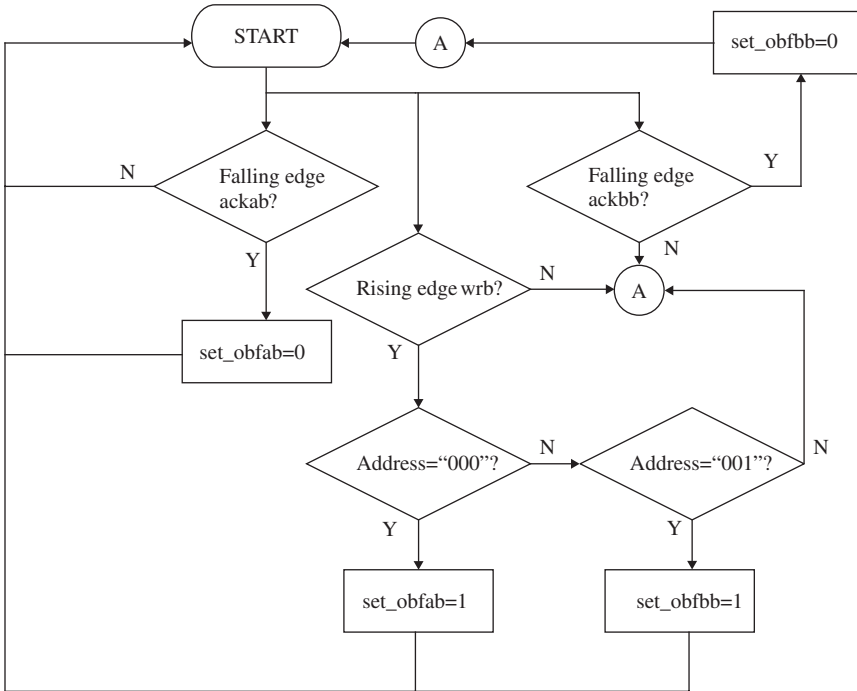 START
A
set_obfbb=0
N
Falling edge
ackab?
Y
Falling edge
ackbb?
Y
N
Rising edge wrb?
N
A
Y
set_obfab=0
Address=“000”?
N
Address=“001”?
N
Y
Y
set_obfab=1
set_obfbb=1